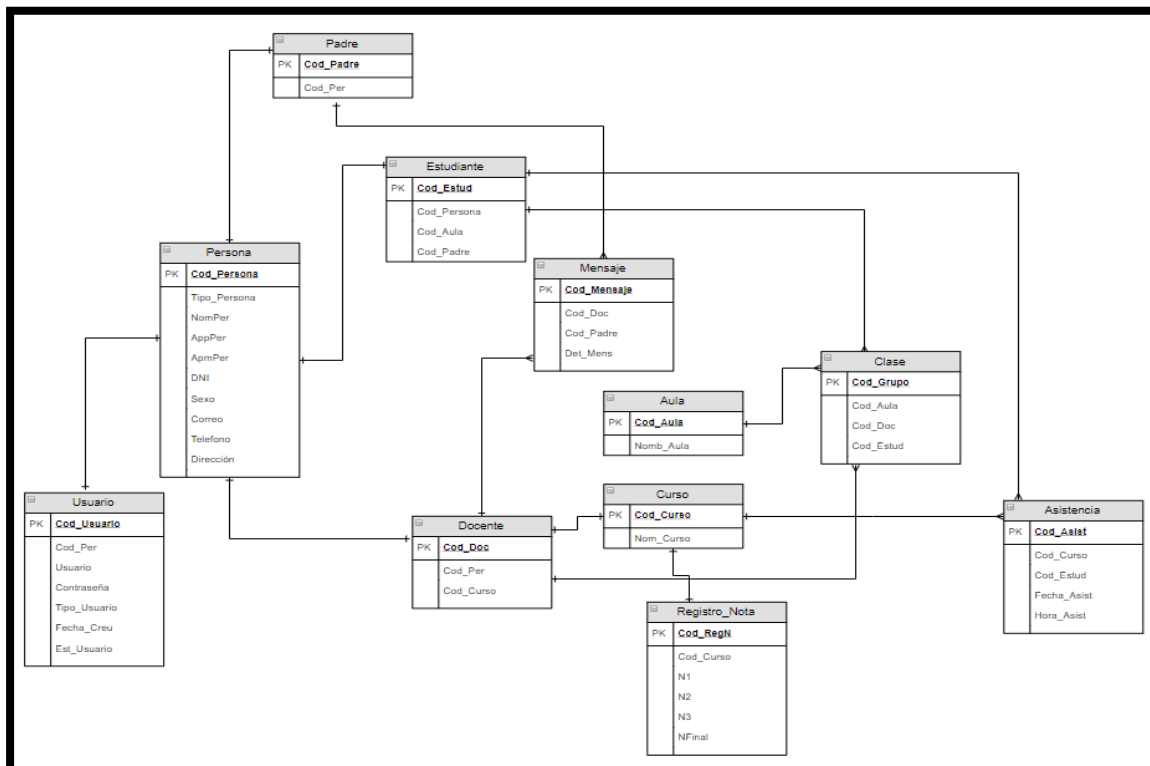 Padre
PK Cod_Padre
Cod_Per
Estudiante
PK Cod_Estud
Cod_Persona
Cod_Aula
Cod_Padre
Persona
PK Cod_Persona
Tipo_Persona
NomPer
AppPer
ApmPer
DNI
Sexo
Correo
Telefono
Dirección
Mensaje
PK Cod_Mensaje
Cod_Doc
Cod_Padre
Det_Mens
Clase
PK Cod_Grupo
Cod_Aula
Cod_Doc
Cod_Estud
Aula
PK Cod_Aula
Nomb_Aula
Usuario
PK Cod_Usuario
Cod_Per
Usuario
Contraseña
Tipo_Usuario
Fecha_Creu
Est_Usuario
Docente
PK Cod_Doc
Cod_Per
Cod_Curso
Curso
PK Cod_Curso
Nom_Curso
Asistencia
PK Cod_Asist
Cod_Curso
Cod_Estud
Fecha_Asist
Hora_Asist
Registro_Nota
PK Cod_RegN
Cod_Curso
N1
N2
N3
NFinal